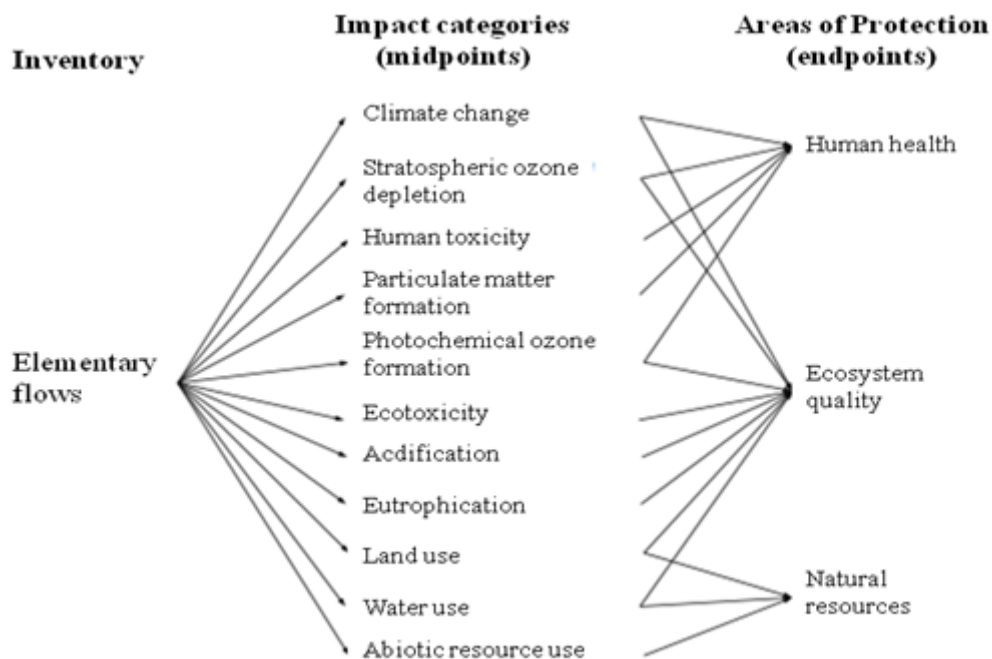 Inventory
Impact categories
(midpoints)
Areas of Protection
(endpoints)
Climate change
Stratospheric ozone
depletion
Human toxicity
Particulate matter
formation
Photochemical ozone
formation
Ecotoxicity
Acdification
Eutrophication
Land use
Water use
Abiotic resource use
Elementary
flows
Human health
Ecosystem
quality
Natural
resources